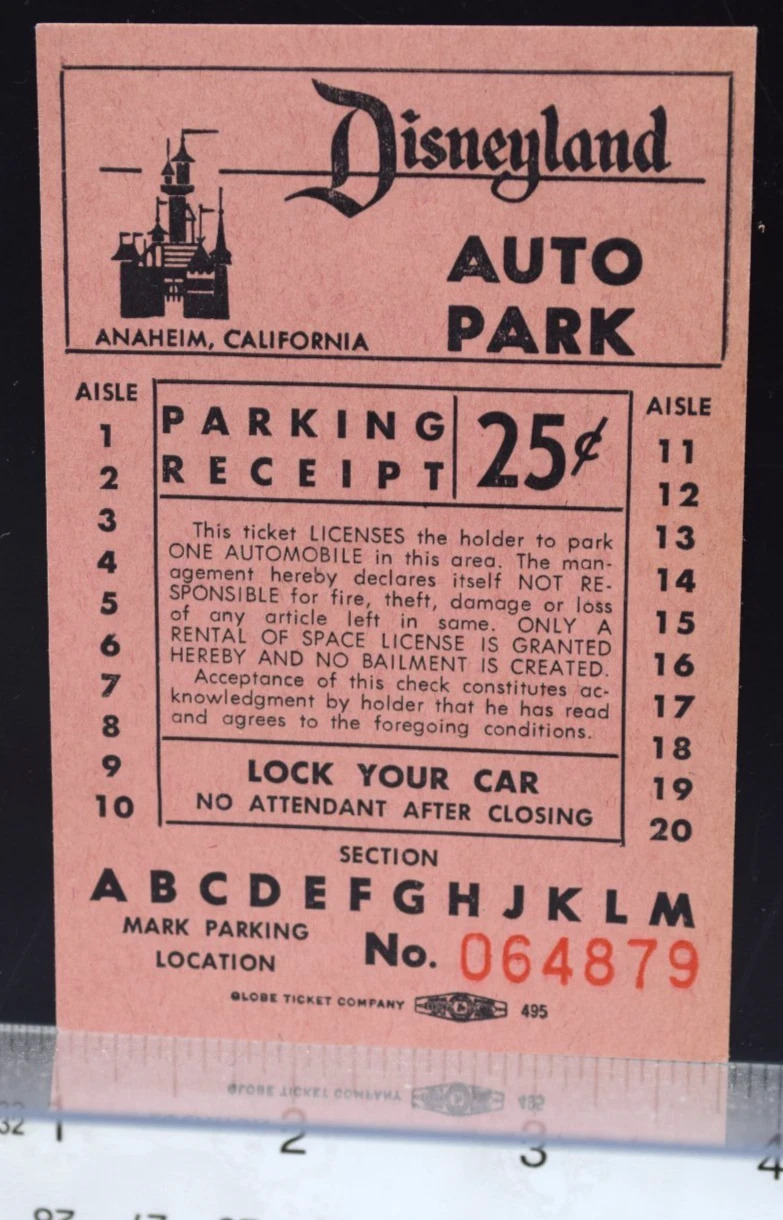 Disneyland
AUTO
PARK
ANAHEIM, CALIFORNIA
AISLE
1
2
3
4
5
6
7
8
9
10
PARKING
RECEIPT
25¢
This ticket LICENSES the holder to park
ONE AUTOMOBILE in this area. The man-
agement hereby declares itself NOT RE-
SPONSIBLE for fire, theft, damage or loss
of any article left in same. ONLY A
RENTAL OF SPACE LICENSE IS GRANTED
HEREBY AND NO BAILMENT IS CREATED.
Acceptance of this check constitutes ac-
knowledgment by holder that he has read
and agrees to the foregoing conditions.
LOCK YOUR CAR
NO ATTENDANT AFTER CLOSING
AISLE
11
12
13
14
15
16
17
18
19
20
SECTION
A B C D E F G H J K L M
MARK PARKING
LOCATION
No. 064879
GLOBE TICKET COMPANY 495
32 1 2 3 4